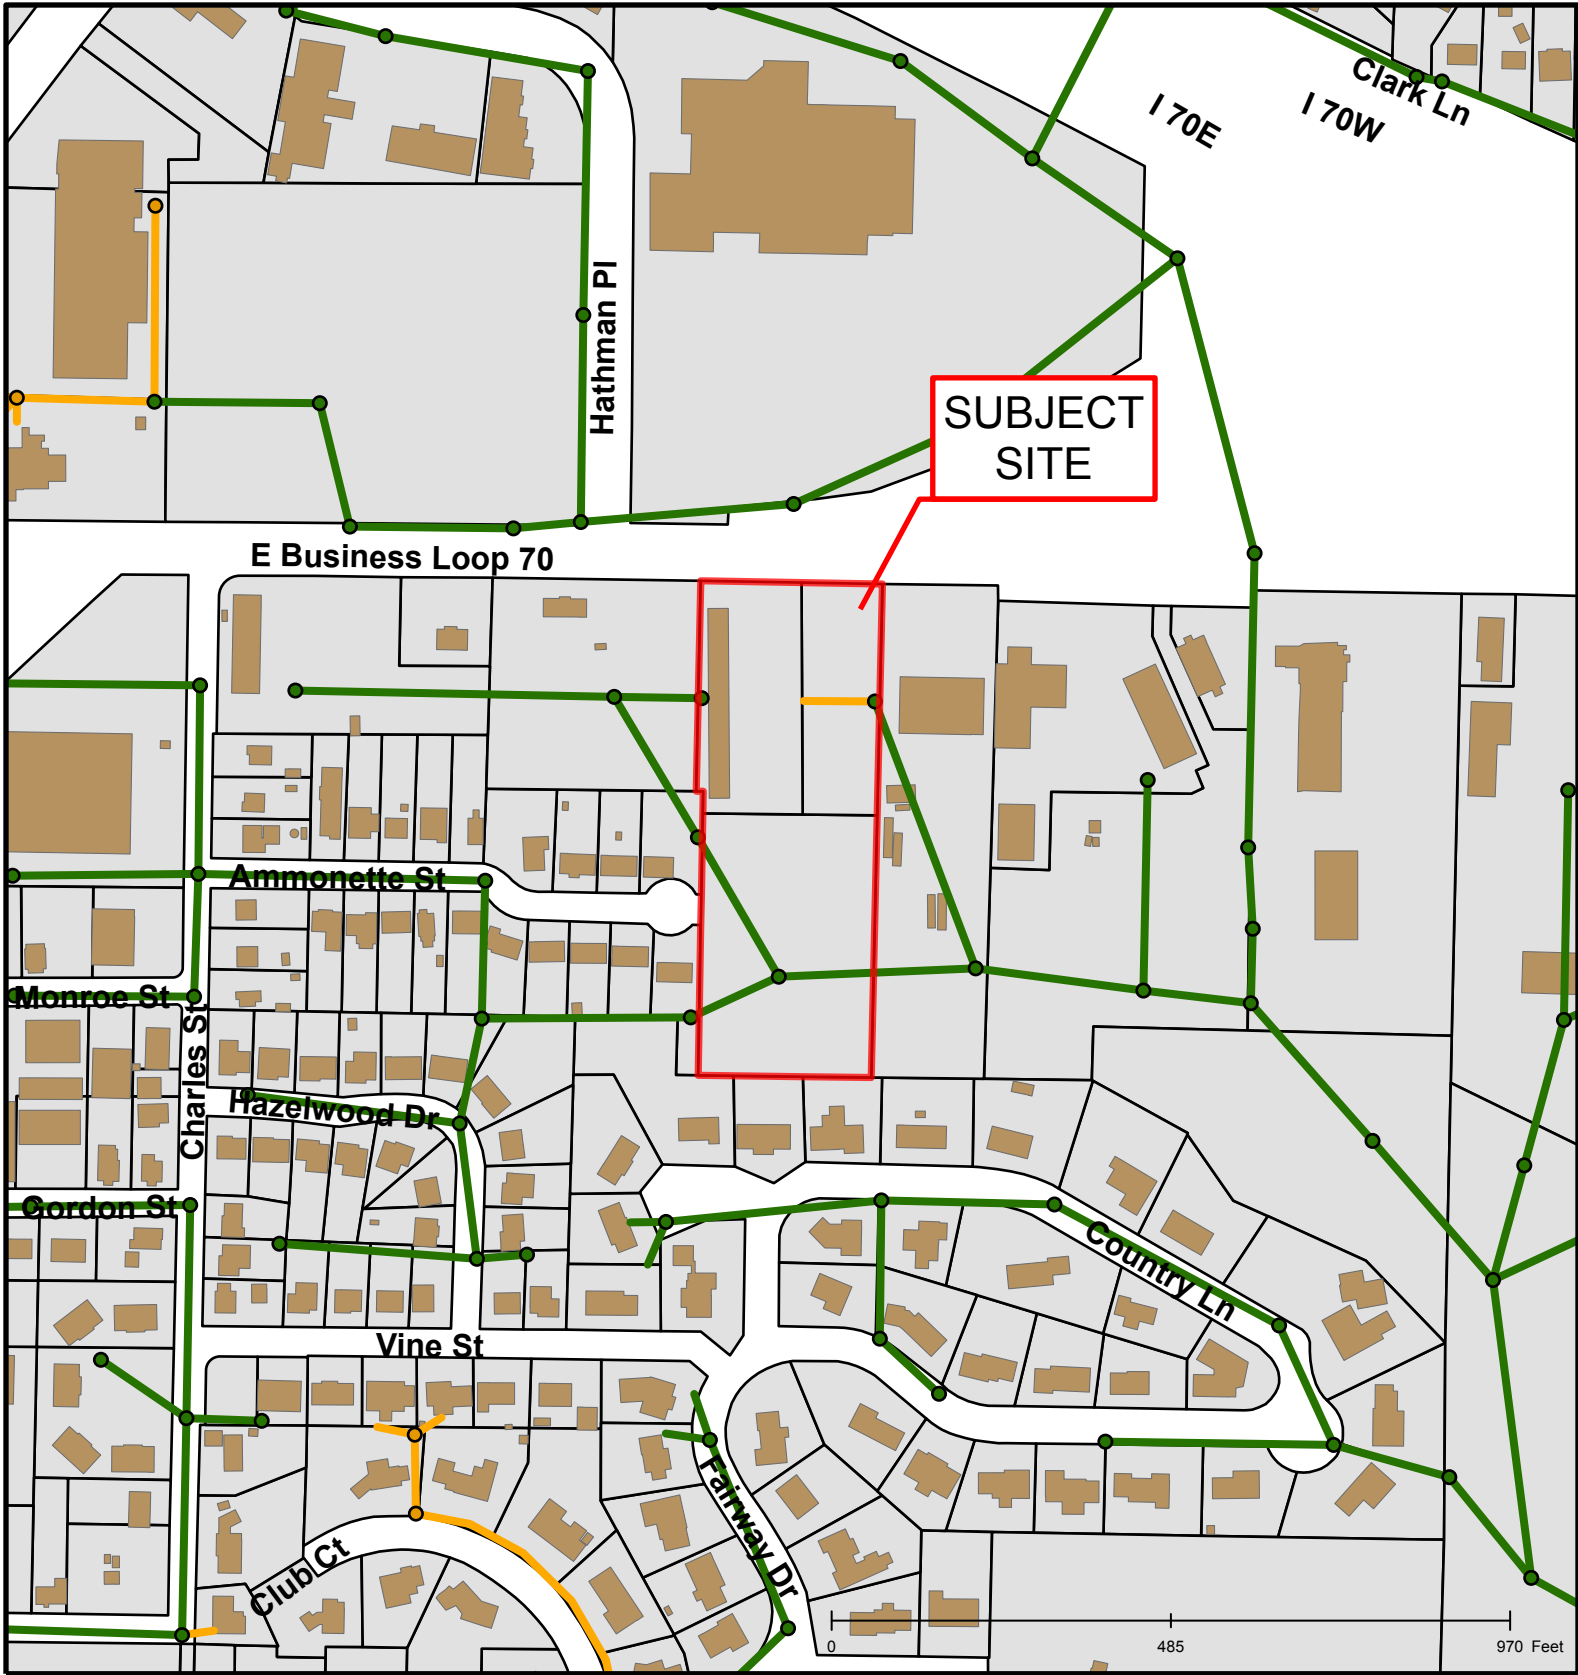 Clark Ln
I 70E
I 70W
Hathman Pl
SUBJECT
SITE
E Business Loop 70
Ammonette St
Monroe St
Charles St
Hazelwood Dr
Gordon St
Country Ln
Vine St
Fairway Dr
Club Ct
0 485 970 Feet